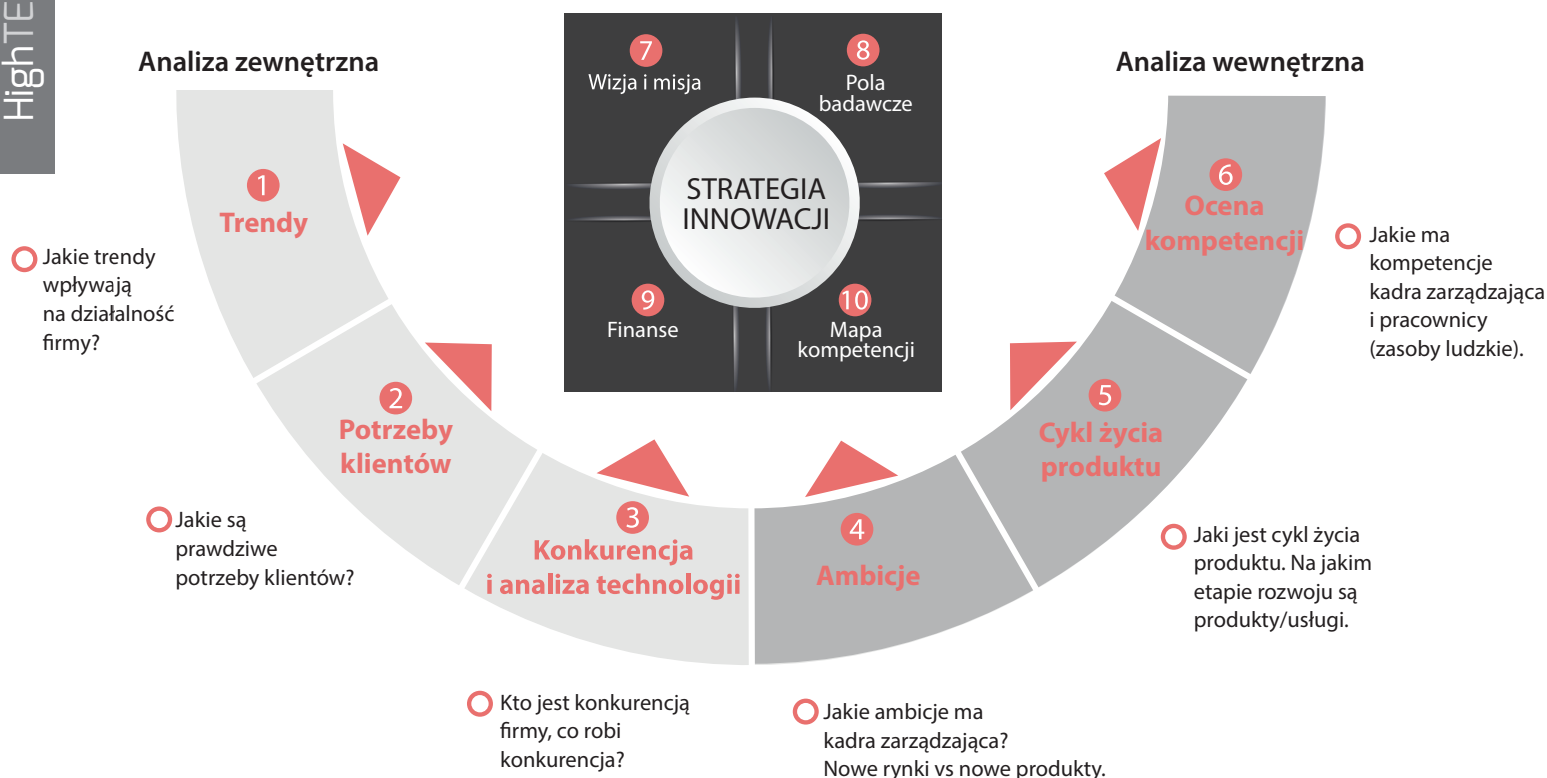 HighTE
Analiza zewnętrzna
7
Wizja i misja
8
Pola
badawcze
STRATEGIA
INNOWACJI
9
Finanse
10
Mapa
kompetencji
Analiza wewnętrzna
1
Trendy
Jakie trendy
wpływają
na działalność
firmy?
2
Potrzeby
klientów
Jakie są
prawdziwe
potrzeby klientów?
3
Konkurencja
i analiza technologii
Kto jest konkurencją
firmy, co robi
konkurencja?
4
Ambicje
Jakie ambicje ma
kadra zarządzająca?
Nowe rynki vs nowe produkty.
5
Cykl życia
produktu
Jaki jest cykl życia
produktu. Na jakim
etapie rozwoju są
produkty/usługi.
6
Ocena
kompetencji
Jakie ma
kompetencje
kadra zarządzająca
i pracownicy
(zasoby ludzkie).